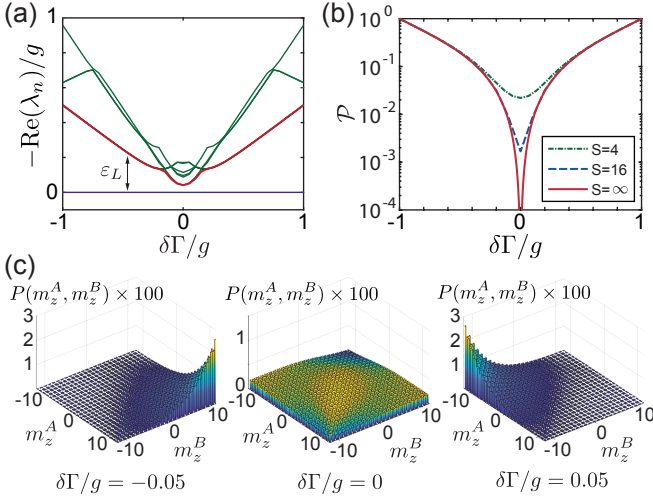 (a)
−Re(λₙ)/g
1
0
ε_L
-1 0 1
δΓ/g
(b)
𝒫
10^0
10^-1
10^-2
10^-3
10^-4
S=4
S=16
S=∞
-1 0 1
δΓ/g
(c)
P(m_z^A, m_z^B) × 100
3
2
1
-10
0
10
m_z^A
-10
0
10
m_z^B
δΓ/g = −0.05
P(m_z^A, m_z^B) × 100
1
0
-10
0
10
m_z^A
-10
0
10
m_z^B
δΓ/g = 0
P(m_z^A, m_z^B) × 100
3
2
1
-10
0
10
m_z^A
-10
0
10
m_z^B
δΓ/g = 0.05